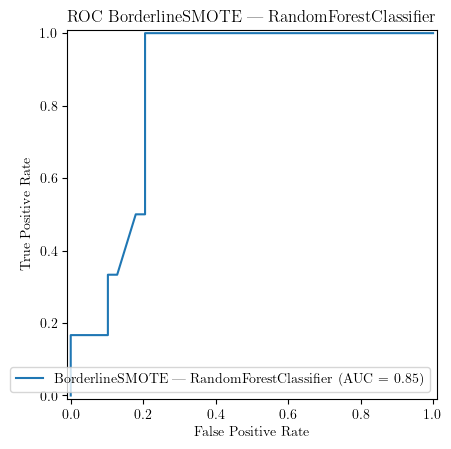 ROC BorderlineSMOTE — RandomForestClassifier
1.0
0.8
0.6
0.4
0.2
0.0
True Positive Rate
BorderlineSMOTE — RandomForestClassifier (AUC = 0.85)
0.0 0.2 0.4 0.6 0.8 1.0
False Positive Rate